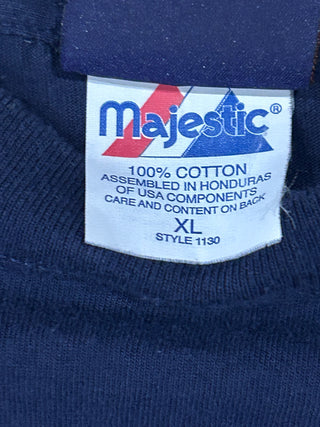 Majestic®
100% COTTON
ASSEMBLED IN HONDURAS
OF USA COMPONENTS
CARE AND CONTENT ON BACK
XL
STYLE 1130